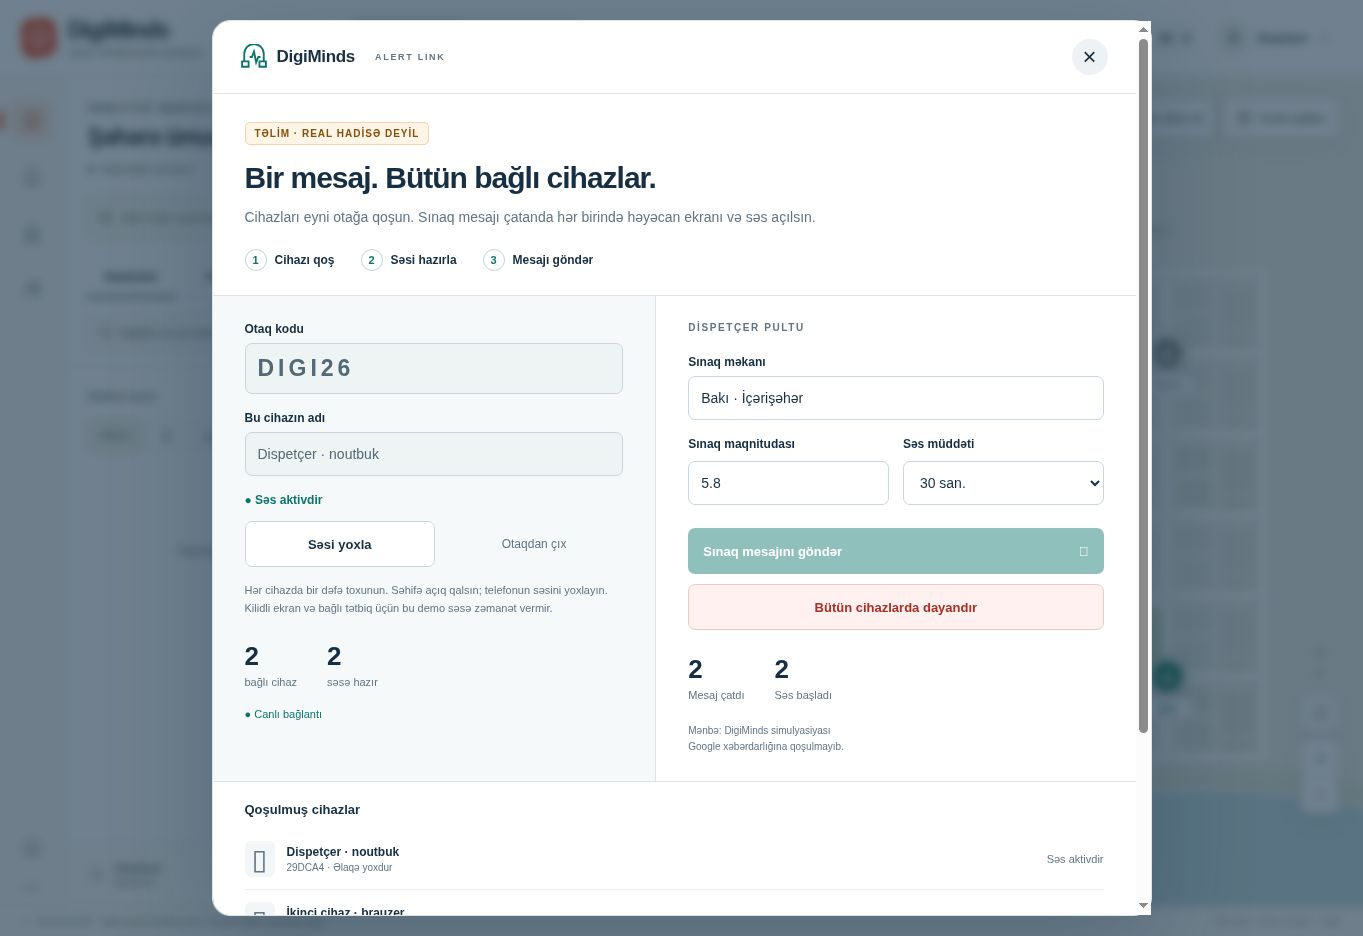 DigiMinds ALERT LINK
TƏLİM · REAL HADİSƏ DEYİL
Bir mesaj. Bütün bağlı cihazlar.
Cihazları eyni otağa qoşun. Sınaq mesajı çatanda hər birində həyəcan ekranı və səs açılsın.
1 Cihazı qoş 2 Səsi hazırla 3 Mesajı göndər
Otaq kodu
DIGI26
Bu cihazın adı
Dispetçer · noutbuk
● Səs aktivdir
Səsi yoxla Otaqdan çıx
Hər cihazda bir dəfə toxunun. Səhifə açıq qalsın; telefonun səsini yoxlayın.
Kilidli ekran və bağlı tətbiq üçün bu demo səsə zəmanət vermir.
2 2
bağlı cihaz səsə hazır
● Canlı bağlantı
DİSPETÇER PULTU
Sınaq məkanı
Bakı · İçərişəhər
Sınaq maqnitudası Səs müddəti
5.8 30 san.
Sınaq mesajını göndər
Bütün cihazlarda dayandır
2 2
Mesaj çatdı Səs başladı
Mənbə: DigiMinds simulyasiyası
Google xəbərdarlığına qoşulmayıb.
Qoşulmuş cihazlar
Dispetçer · noutbuk
29DCA4 · Əlaqə yoxdur
Səs aktivdir
İkinci cihaz · brauzer